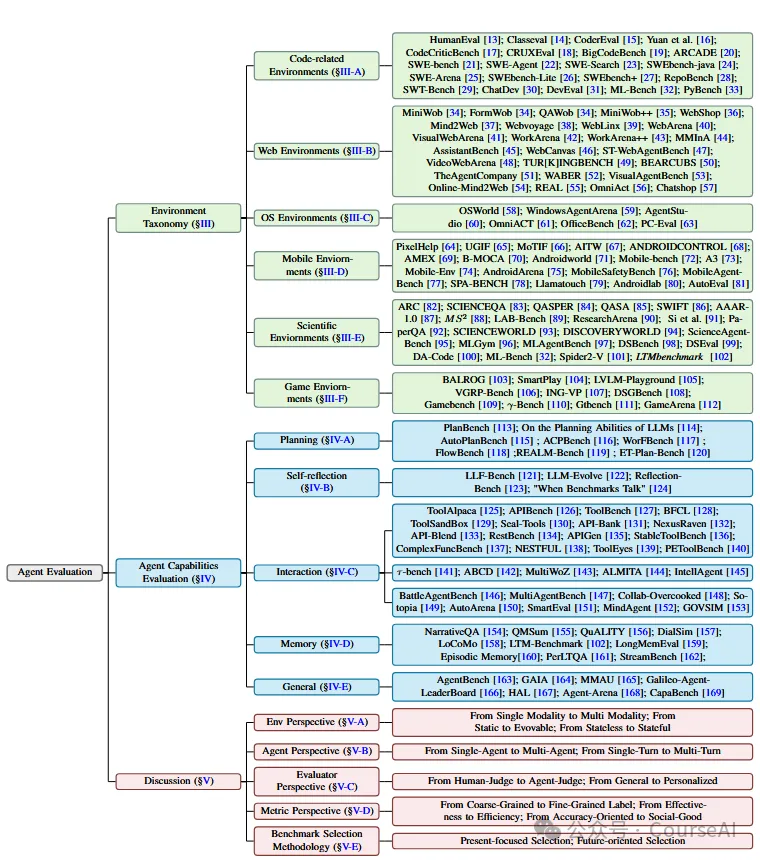 HumanEval [13]; Classeval [14]; CoderEval [15]; Yuan et al. [16];
CodeCriticBench [17]; CRUXEval [18]; BigCodeBench [19]; ARCADE [20];
Code-related
Environments (§III-A)
SWE-bench [21]; SWE-Agent [22]; SWE-Search [23]; SWEbench-java [24];
SWE-Arena [25]; SWEbench-Lite [26]; SWEbench+ [27]; RepoBench [28];
SWT-Bench [29]; ChatDev [30]; DevEval [31]; ML-Bench [32]; PyBench [33]
MiniWob [34]; FormWob [34]; QAWob [34]; MiniWob++ [35]; WebShop [36];
Mind2Web [37]; Webvoyage [38]; WebLinx [39]; WebArena [40];
VisualWebArena [41]; WorkArena [42]; WorkArena++ [43]; MMInA [44];
Web Environments (§III-B)
AssistantBench [45]; WebCanvas [46]; ST-WebAgentBench [47];
VideoWebArena [48]; TUR[K]INGBENCH [49]; BEARCUBS [50];
TheAgentCompany [51]; WABER [52]; VisualAgentBench [53];
Online-Mind2Web [54]; REAL [55]; OmniAct [56]; Chatshop [57]
Environment
Taxonomy (§III)
OS Environments (§III-C)
OSWorld [58]; WindowsAgentArena [59]; AgentStu-
dio [60]; OmniACT [61]; OfficeBench [62]; PC-Eval [63]
PixelHelp [64]; UGIF [65]; MoTIF [66]; AITW [67]; ANDROIDCONTROL [68];
Mobile Enviorn-
ments (§III-D)
AMEX [69]; B-MOCA [70]; Androidworld [71]; Mobile-bench [72]; A3 [73];
Mobile-Env [74]; AndroidArena [75]; MobileSafetyBench [76]; MobileAgent-
Bench [77]; SPA-BENCH [78]; Llamatouch [79]; Androidlab [80]; AutoEval [81]
ARC [82]; SCIENCEQA [83]; QASPER [84]; QASA [85]; SWIFT [86]; AAAR-
1.0 [87]; MS² [88]; LAB-Bench [89]; ResearchArena [90]; Si et al. [91]; Pa-
Scientific
Enviornments (§III-E)
perQA [92]; SCIENCEWORLD [93]; DISCOVERYWORLD [94]; ScienceAgent-
Bench [95]; MLGym [96]; MLAgentBench [97]; DSBench [98]; DSEval [99];
DA-Code [100]; ML-Bench [32]; Spider2-V [101]; LTMbenchmark [102]
Game Enviorn-
ments (§III-F)
BALROG [103]; SmartPlay [104]; LVLM-Playground [105];
VGRP-Bench [106]; ING-VP [107]; DSGBench [108];
Gamebench [109]; γ-Bench [110]; Gtbench [111]; GameArena [112]
Planning (§IV-A)
PlanBench [113]; On the Planning Abilities of LLMs [114];
AutoPlanBench [115] ; ACPBench [116]; WorFBench [117] ;
FlowBench [118] ;REALM-Bench [119] ; ET-Plan-Bench [120]
Self-reflection
(§IV-B)
LLF-Bench [121]; LLM-Evolve [122]; Reflection-
Bench [123]; "When Benchmarks Talk" [124]
ToolAlpaca [125]; APIBench [126]; ToolBench [127]; BFCL [128];
ToolSandBox [129]; Seal-Tools [130]; API-Bank [131]; NexusRaven [132];
API-Blend [133]; RestBench [134]; APIGen [135]; StableToolBench [136];
ComplexFuncBench [137]; NESTFUL [138]; ToolEyes [139]; PEToolBench [140]
Agent Evaluation
Agent Capabilities
Evaluation (§IV)
Interaction (§IV-C)
τ-bench [141]; ABCD [142]; MultiWoZ [143]; ALMITA [144]; IntellAgent [145]
BattleAgentBench [146]; MultiAgentBench [147]; Collab-Overcooked [148]; So-
topia [149]; AutoArena [150]; SmartEval [151]; MindAgent [152]; GOVSIM [153]
Memory (§IV-D)
NarrativeQA [154]; QMSum [155]; QuALITY [156]; DialSim [157];
LoCoMo [158]; LTM-Benchmark [102]; LongMemEval [159];
Episodic Memory[160]; PerLTQA [161]; StreamBench [162];
General (§IV-E)
AgentBench [163]; GAIA [164]; MMAU [165]; Galileo-Agent-
LeaderBoard [166]; HAL [167]; Agent-Arena [168]; CapaBench [169]
Env Perspective (§V-A)
From Single Modality to Multi Modality; From
Static to Evovable; From Stateless to Stateful
Agent Perspective (§V-B)
From Single-Agent to Multi-Agent; From Single-Turn to Multi-Turn
Discussion (§V)
Evaluator
Perspective (§V-C)
From Human-Judge to Agent-Judge; From General to Personalized
Metric Perspective (§V-D)
From Coarse-Grained to Fine-Grained Label; From Effective-
ness to Efficiency; From Accuracy-Oriented to Social-Good
Benchmark Selection
Methodology (§V-E)
Present-focused Selection; Future-oriented Selection
公众号 · CourseAI